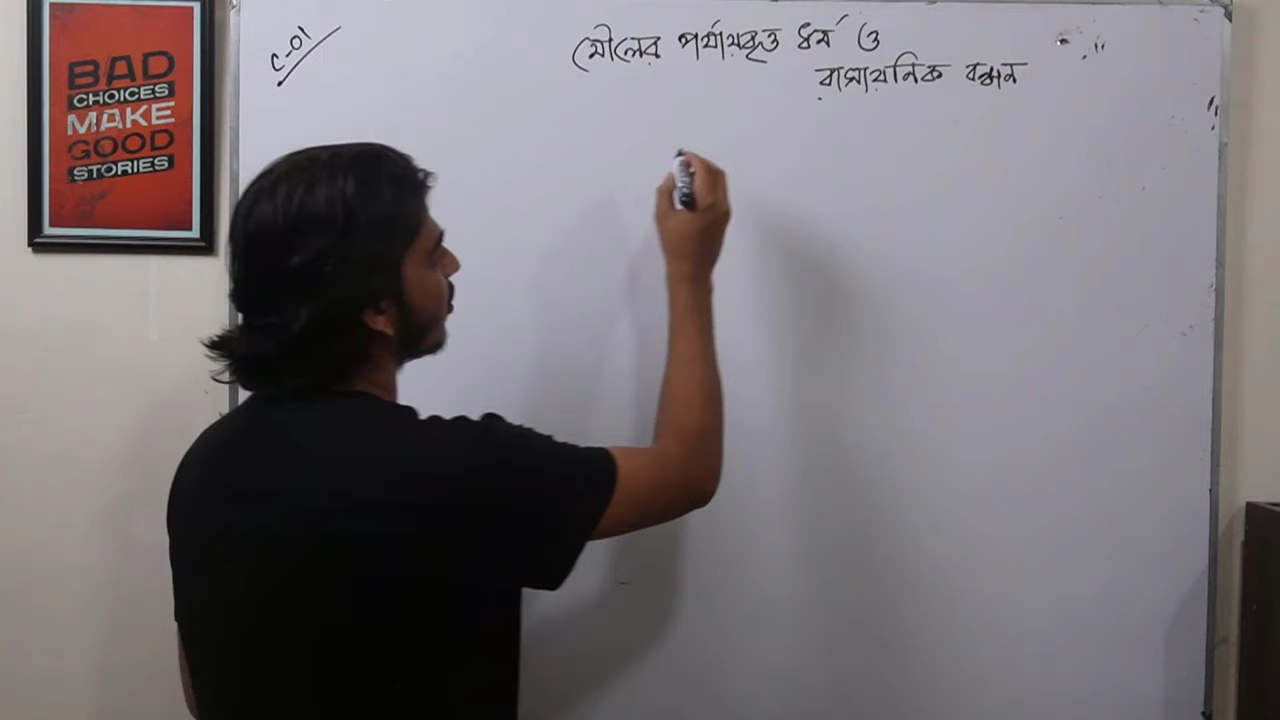 BAD
CHOICES
MAKE
GOOD
STORIES
C-01
মৌলের পর্যায়বৃত্ত ধর্ম ও
রাসায়নিক বন্ধন